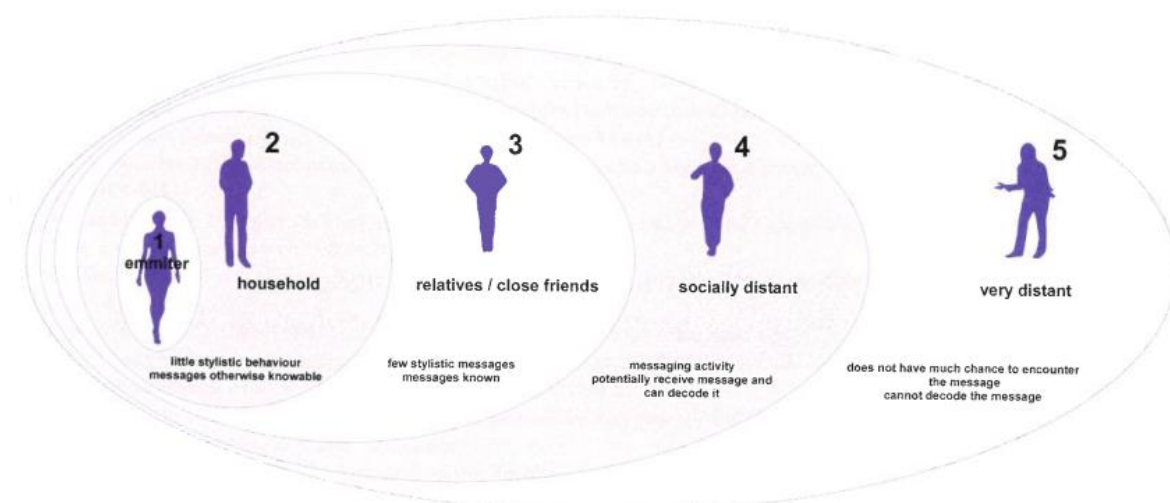 1
emmiter
2
household
little stylistic behaviour
messages otherwise knowable
3
relatives / close friends
few stylistic messages
messages known
4
socially distant
messaging activity
potentially receive message and
can decode it
5
very distant
does not have much chance to encounter
the message
cannot decode the message